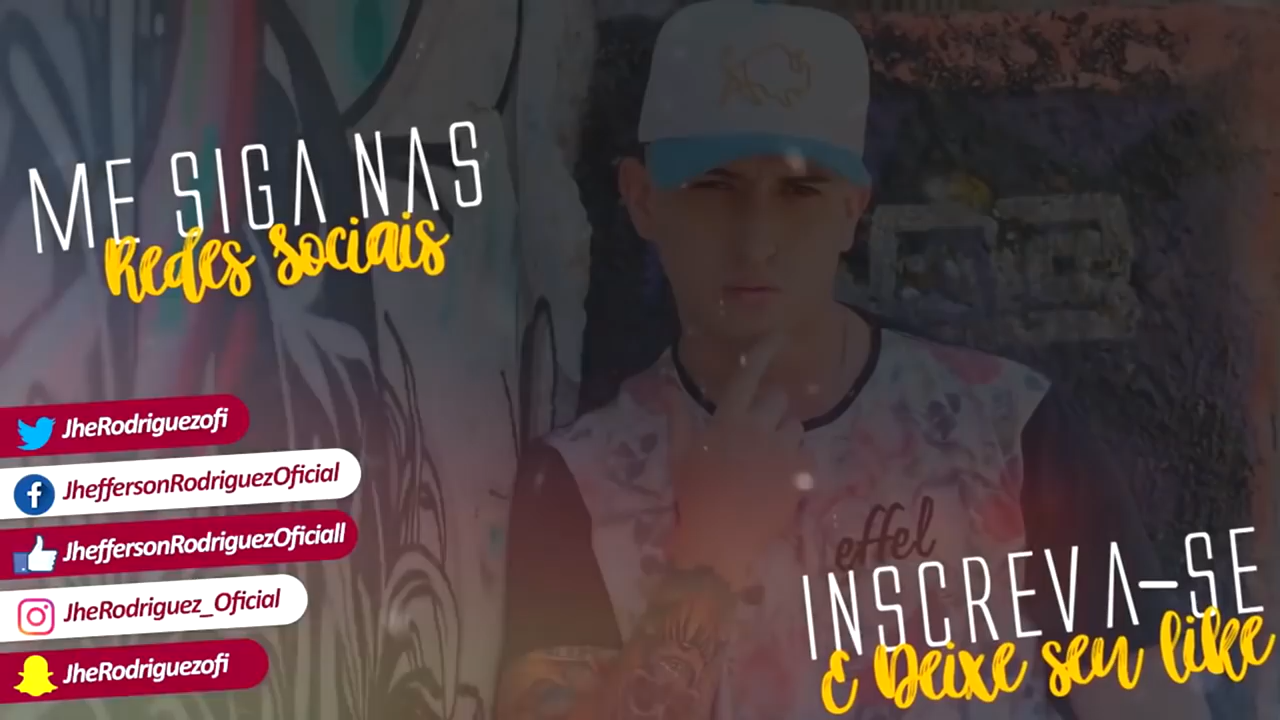 ME SIGA NAS
Redes Sociais
JheRodriguezofi
JheffersonRodriguezOficial
JheffersonRodriguezOficiall
JheRodriguez_Oficial
JheRodriguezofi
effel
INSCREVA-SE
E Deixe seu like